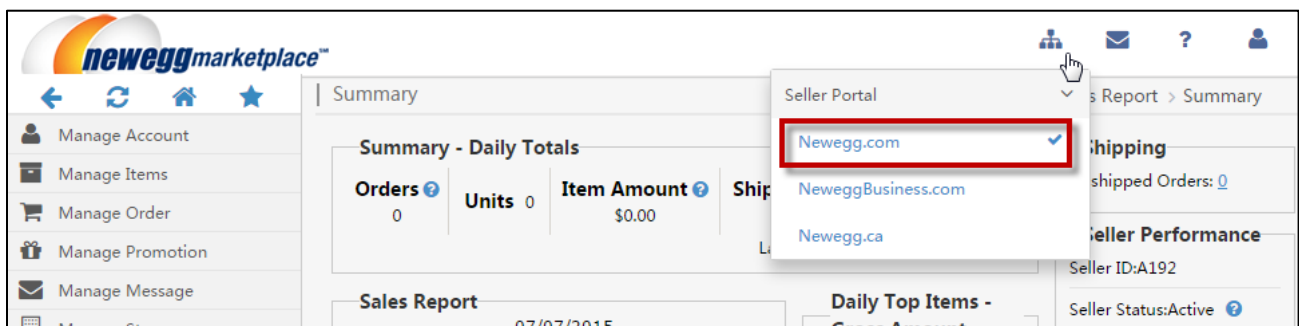 neweggmarketplace™
?
Summary
Seller Portal
s Report > Summary
Manage Account
Manage Items
Manage Order
Manage Promotion
Manage Message
Summary - Daily Totals
Orders ?
0
Units 0
Item Amount ?
$0.00
Ship
Newegg.com
NeweggBusiness.com
Newegg.ca
Shipping
shipped Orders: 0
Seller Performance
Seller ID:A192
Seller Status:Active ?
Sales Report
07/07/2015
Daily Top Items -